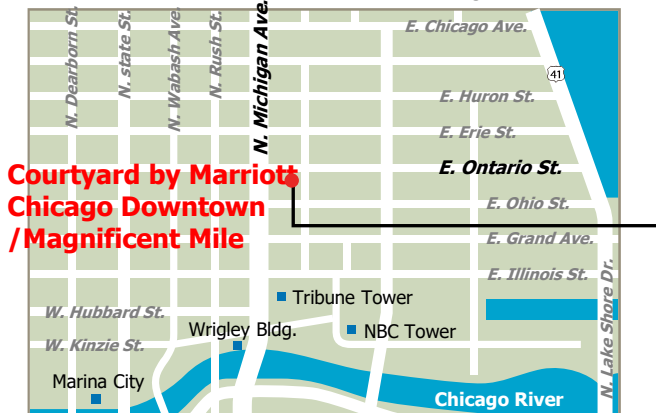 N. Dearborn St.
N. state St.
N. Wabash Ave.
N. Rush St.
N. Michigan Ave.
E. Chicago Ave.
41
E. Huron St.
E. Erie St.
E. Ontario St.
Courtyard by Marriott
Chicago Downtown
/Magnificent Mile
E. Ohio St.
E. Grand Ave.
E. Illinois St.
N. Lake Shore Dr.
Tribune Tower
W. Hubbard St.
Wrigley Bldg.
NBC Tower
W. Kinzie St.
Marina City
Chicago River